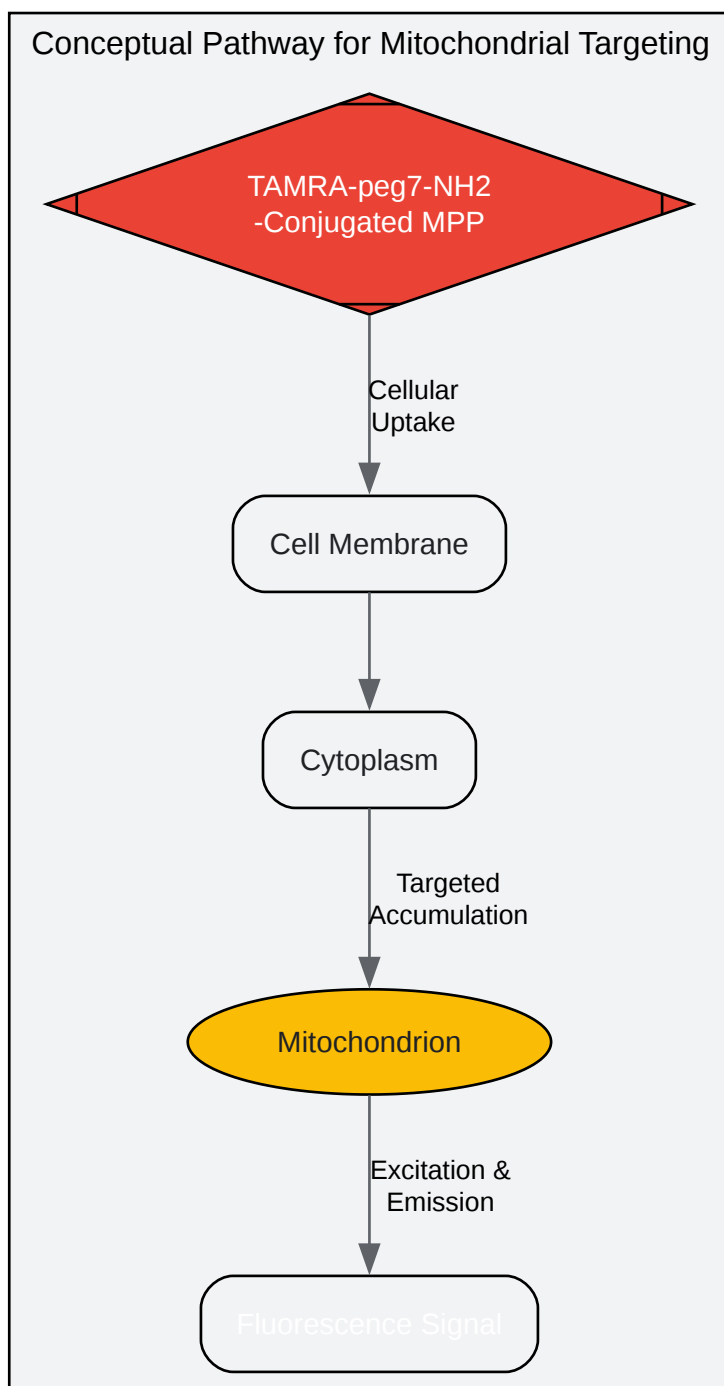 Conceptual Pathway for Mitochondrial Targeting
TAMRA-peg7-NH2
-Conjugated MPP
Cellular
Uptake
Cell Membrane
Cytoplasm
Targeted
Accumulation
Mitochondrion
Excitation &
Emission
Fluorescence Signal